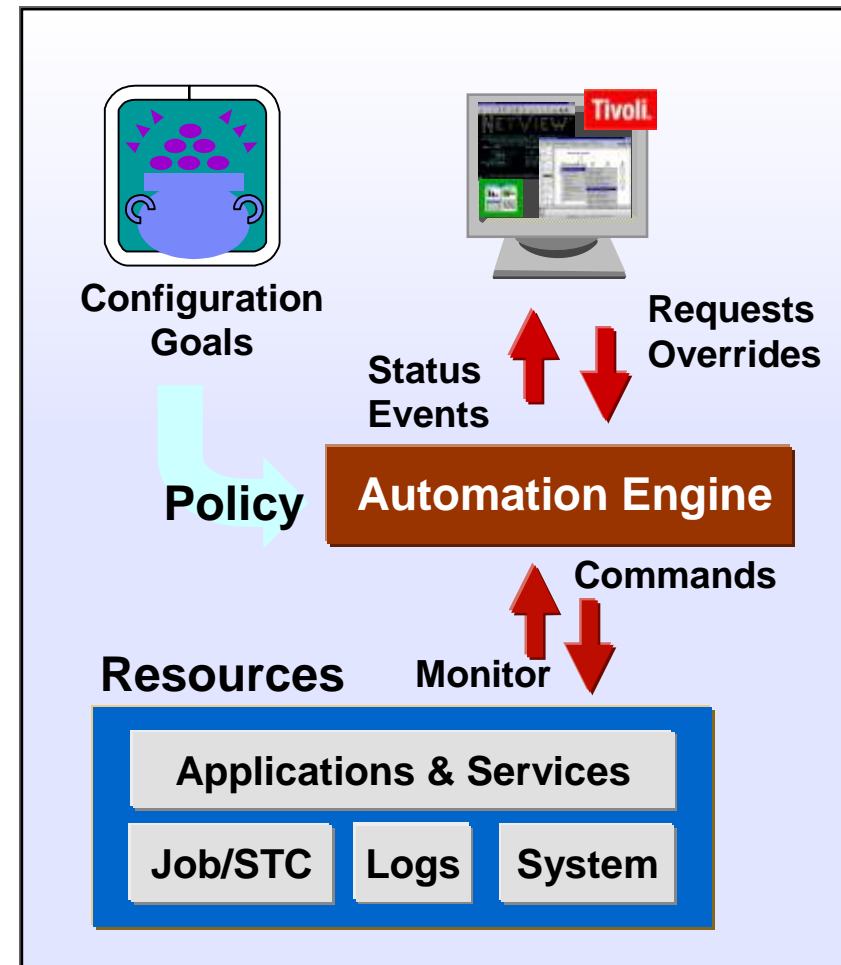 NETVIEW
Tivoli.
Configuration
Goals
Requests
Overrides
Status
Events
Policy
Automation Engine
Commands
Monitor
Resources
Applications & Services
Job/STC
Logs
System